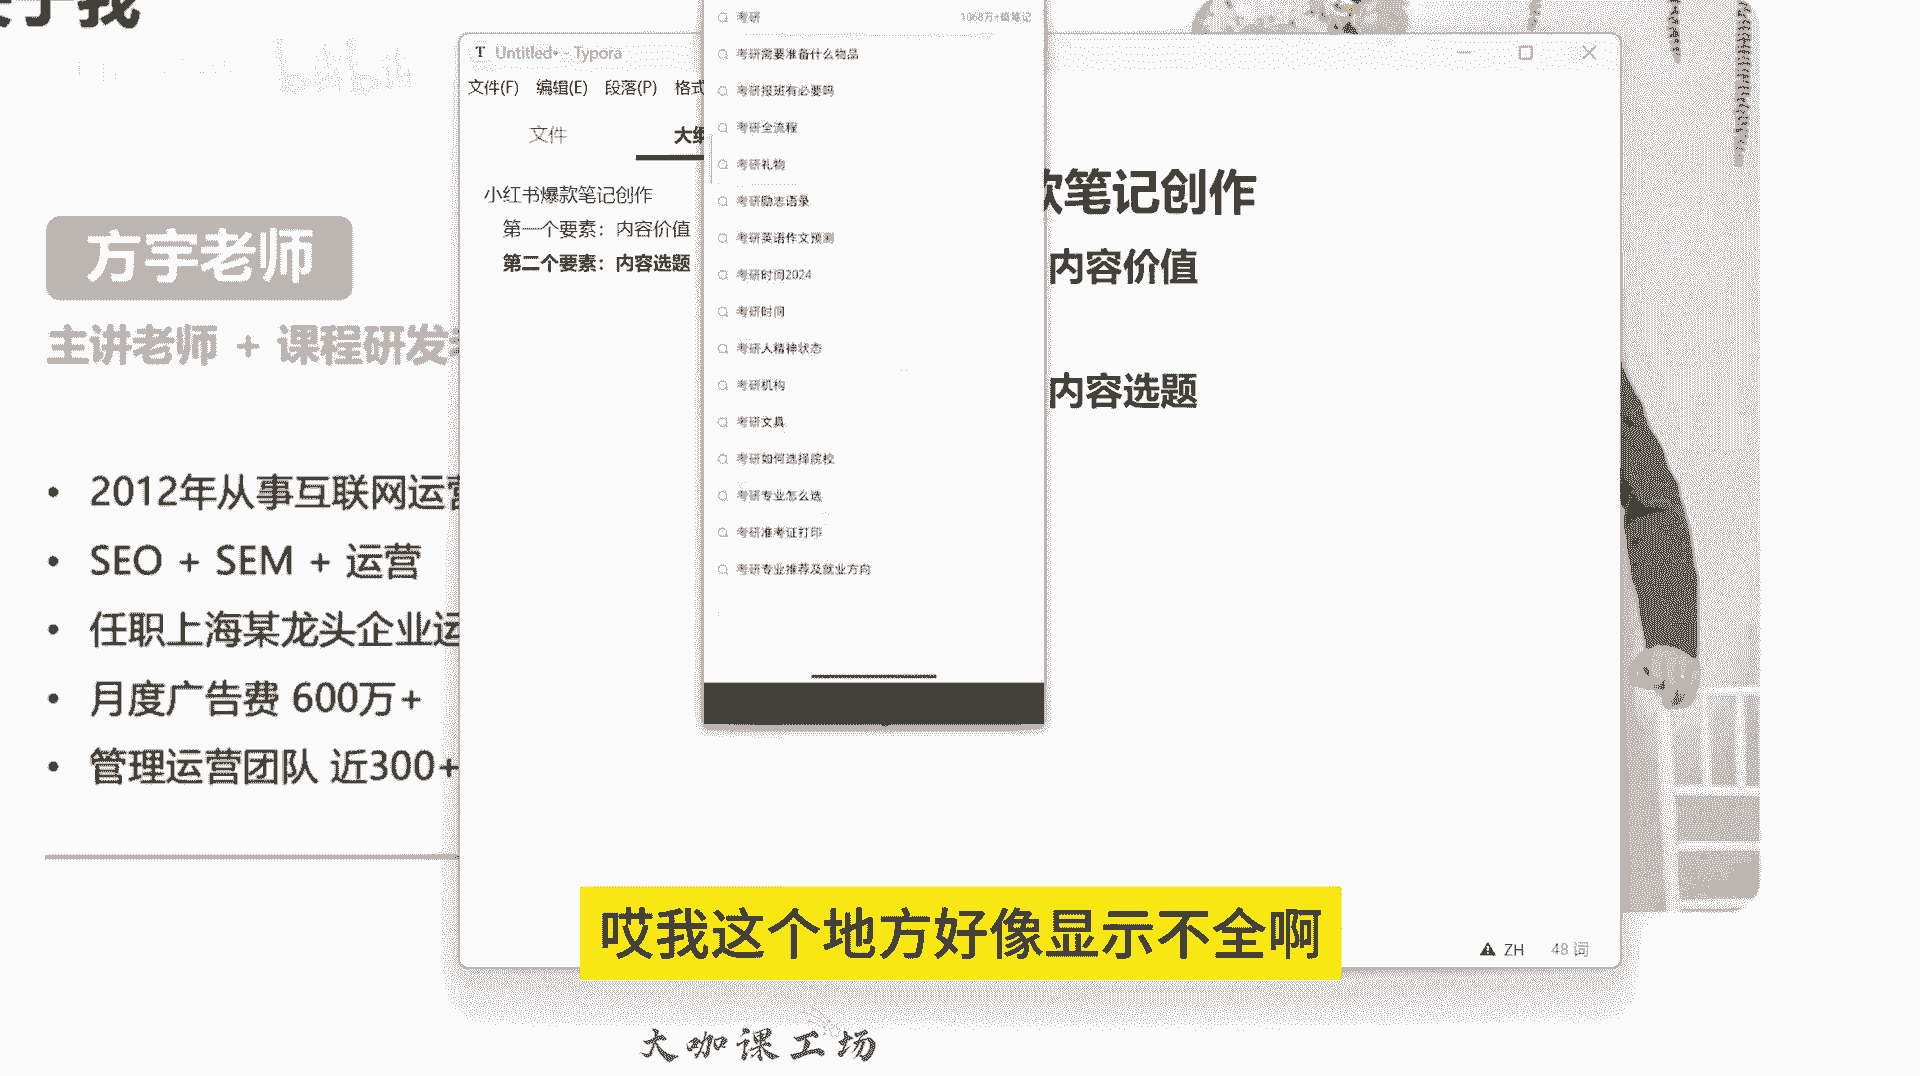 关于我
bilibili
方宇老师
主讲老师 + 课程研发
• 2012年从事互联网运营
• SEO + SEM + 运营
• 任职上海某龙头企业运
• 月度广告费 600万+
• 管理运营团队 近300+
T Untitled• - Typora
文件(F) 编辑(E) 段落(P) 格式
文件
大纲
小红书爆款笔记创作
第一个要素：内容价值
第二个要素：内容选题
考研 1068万+篇笔记
考研需要准备什么物品
考研报班有必要吗
考研全流程
考研礼物
考研励志语录
考研英语作文预测
考研时间2024
考研时间
考研人精神状态
考研机构
考研文具
考研如何选择院校
考研专业怎么选
考研准考证打印
考研专业推荐及就业方向
款笔记创作
内容价值
内容选题
ZH 48 词
哎我这个地方好像显示不全啊
大咖课工场